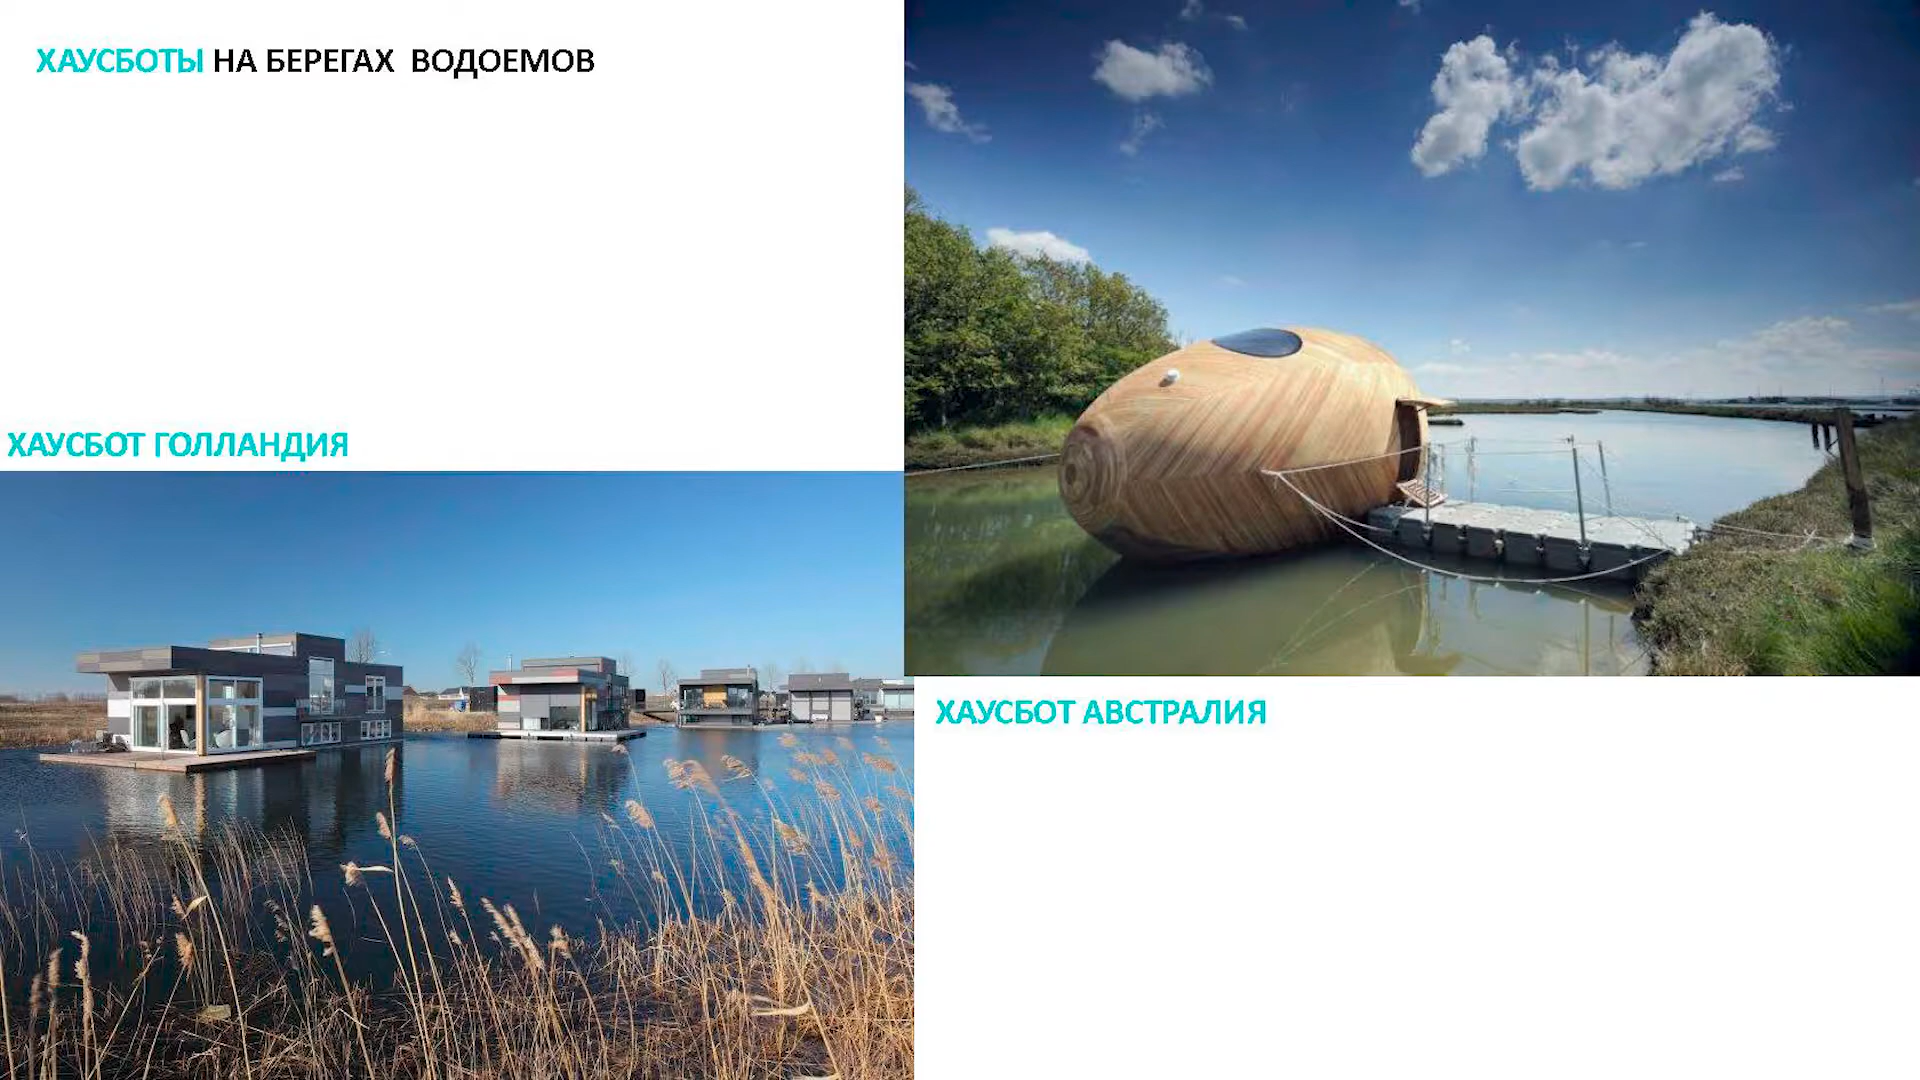 ХАУСБОТЫ НА БЕРЕГАХ ВОДОЕМОВ
ХАУСБОТ ГОЛЛАНДИЯ
ХАУСБОТ АВСТРАЛИЯ